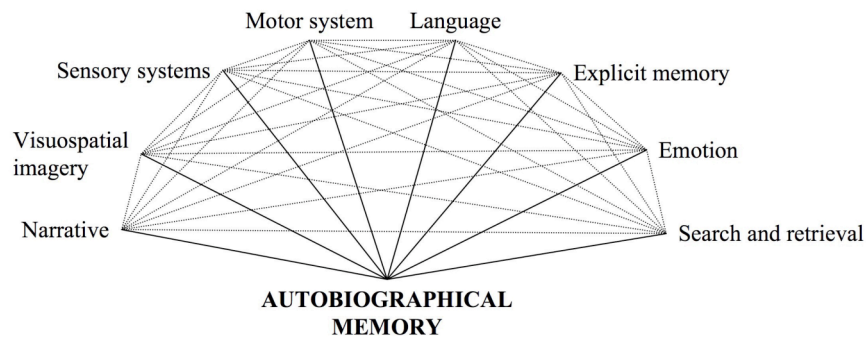 Motor system
Language
Sensory systems
Explicit memory
Visuospatial
imagery
Emotion
Narrative
Search and retrieval
AUTOBIOGRAPHICAL
MEMORY